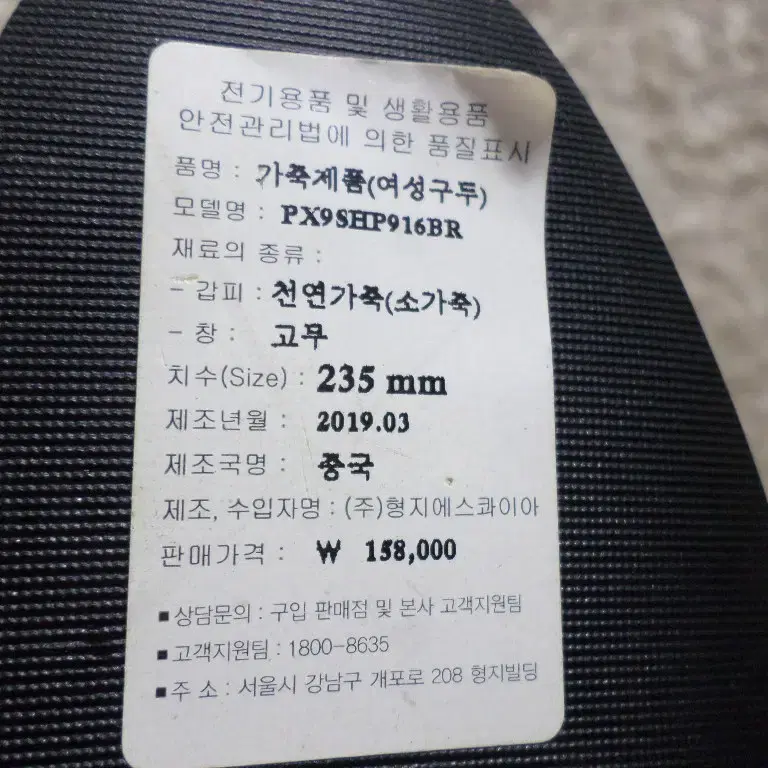 전기용품 및 생활용품
안전관리법에 의한 품질표시
품명 : 가죽제품(여성구두)
모델명 : PX9SHP916BR
재료의 종류 :
- 갑피 : 천연가죽(소가죽)
- 창 : 고무
치수(Size) : 235 mm
제조년월 : 2019.03
제조국명 : 중국
제조, 수입자명 : (주)형지에스콰이아
판매가격 : ₩ 158,000
■ 상담문의 : 구입 판매점 및 본사 고객지원팀
■ 고객지원팀 : 1800-8635
■ 주 소 : 서울시 강남구 개포로 208 형지빌딩